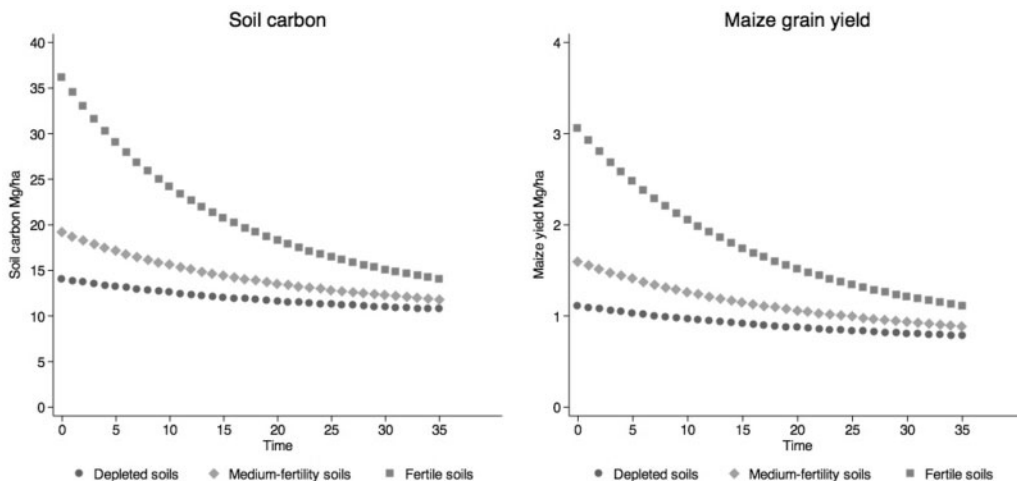 Soil carbon
Soil carbon Mg/ha
40
35
30
25
20
15
10
5
0
0 5 10 15 20 25 30 35
Time
Depleted soils Medium-fertility soils Fertile soils
Maize grain yield
Maize yield Mg/ha
4
3
2
1
0
0 5 10 15 20 25 30 35
Time
Depleted soils Medium-fertility soils Fertile soils